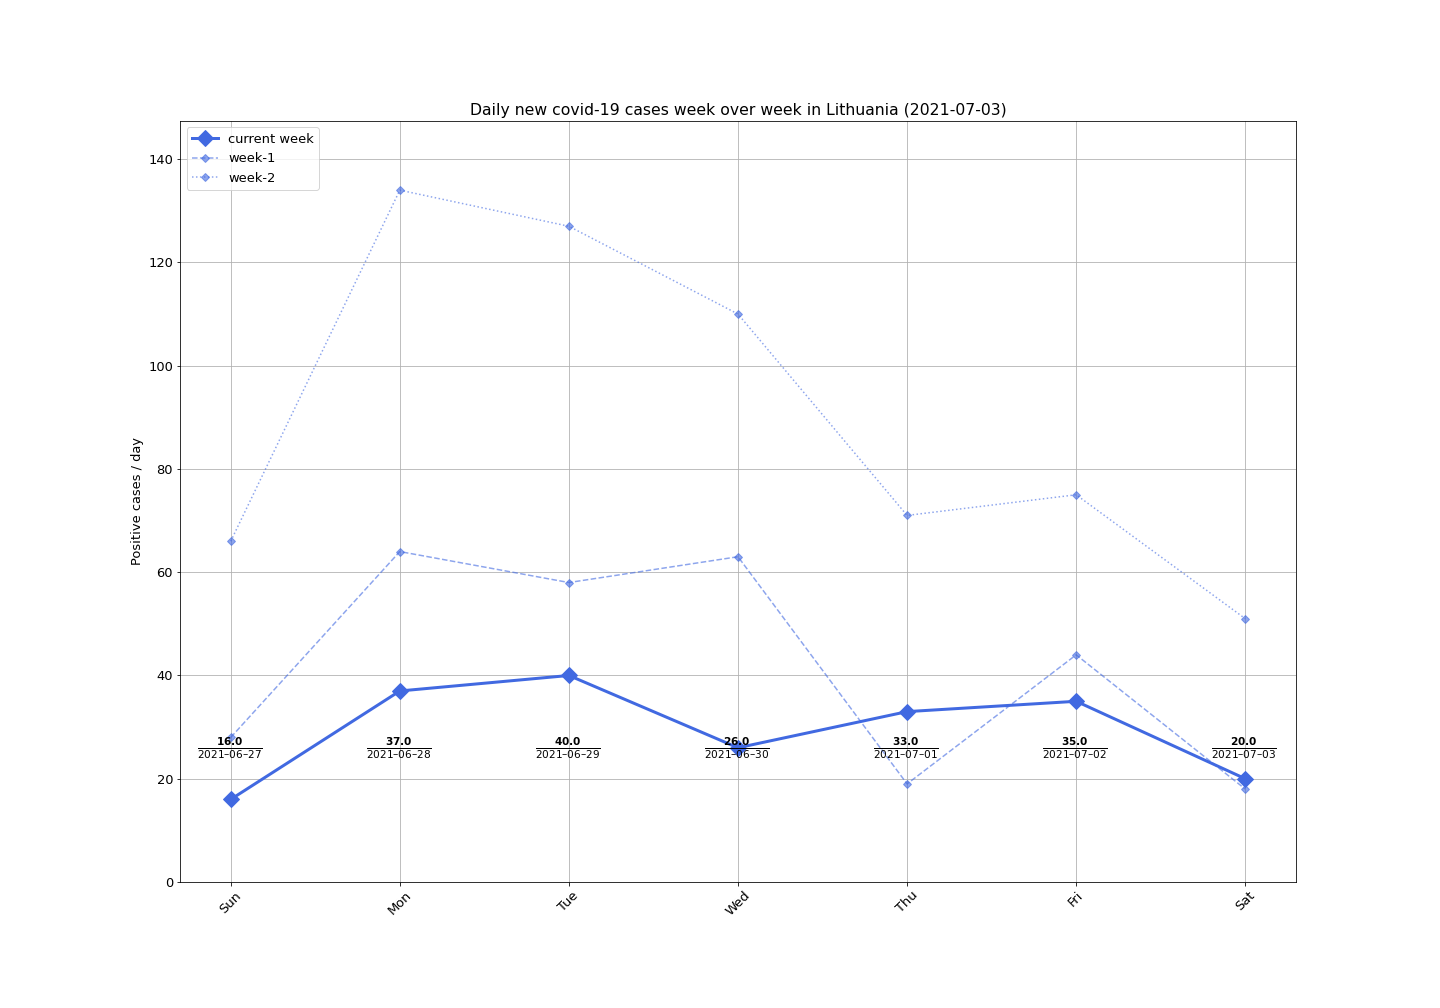 Daily new covid-19 cases week over week in Lithuania (2021-07-03)
current week
week-1
week-2
140
120
100
80
60
40
20
0
Positive cases / day
16.0
2021-06-27
37.0
2021-06-28
40.0
2021-06-29
26.0
2021-06-30
33.0
2021-07-01
35.0
2021-07-02
20.0
2021-07-03
Sun
Mon
Tue
Wed
Thu
Fri
Sat